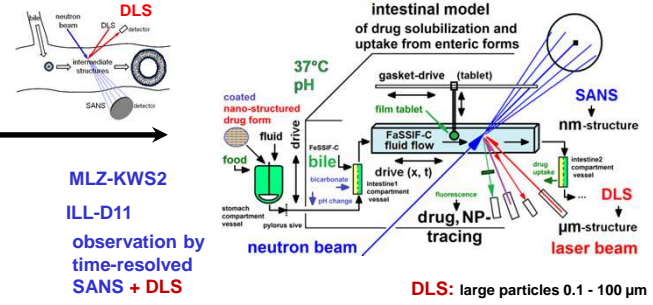 DLS
bile
neutron
beam
DLS
detector
intermediate
structures
SANS
detector
MLZ-KWS2
ILL-D11
observation by
time-resolved
SANS + DLS
intestinal model
of drug solubilization and
uptake from enteric forms
37°C
pH
gasket-drive (tablet)
film tablet
coated
nano-structured
drug form
fluid
food
drive
FaSSIF-C
bile
bicarbonate
pH change
intestine1
compartment
vessel
stomach
compartment
vessel
pylorus sive
FaSSIF-C
fluid flow
drive (x, t)
fluorescence
drug, NP-
tracing
neutron beam
SANS
nm-structure
drug
uptake
intestine2
compartment
vessel
...
DLS
µm-structure
laser beam
DLS: large particles 0.1 - 100 µm